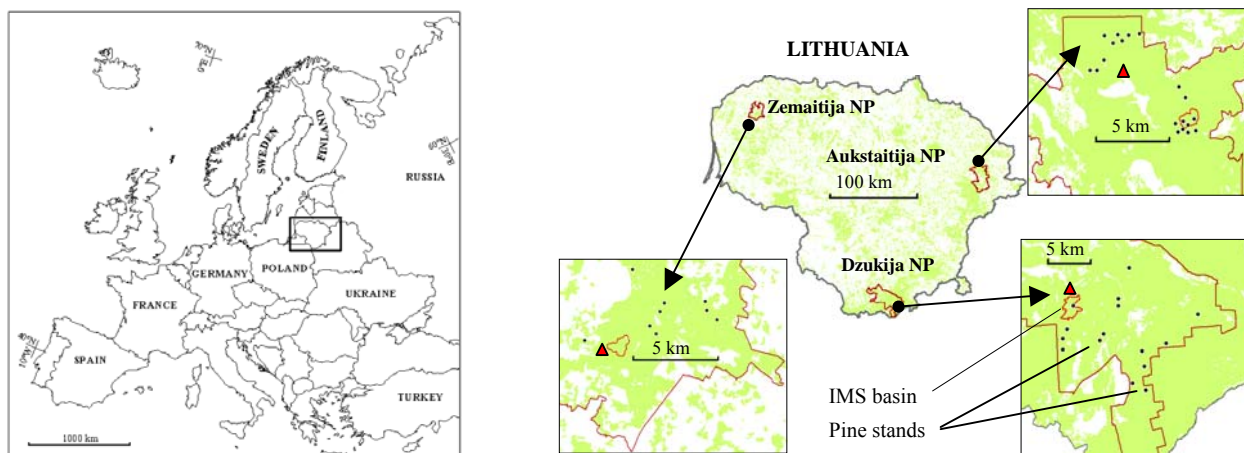 SWEDEN
FINLAND
RUSSIA
GERMANY
POLAND
UKRAINE
FRANCE
SPAIN
TURKEY
1000 km
LITHUANIA
Zemaitija NP
Aukstaitija NP
100 km
Dzukija NP
5 km
5 km
5 km
IMS basin
Pine stands